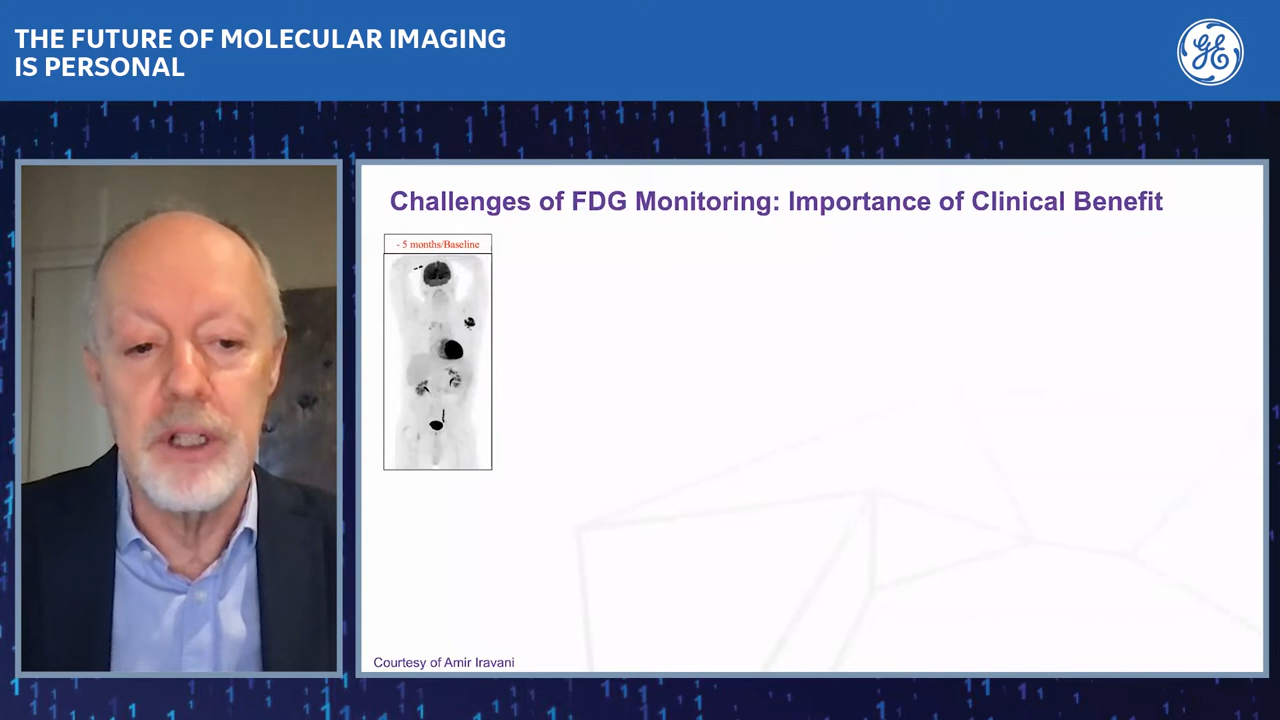 THE FUTURE OF MOLECULAR IMAGING
IS PERSONAL
GE
Challenges of FDG Monitoring: Importance of Clinical Benefit
- 5 months/Baseline
Courtesy of Amir Iravani